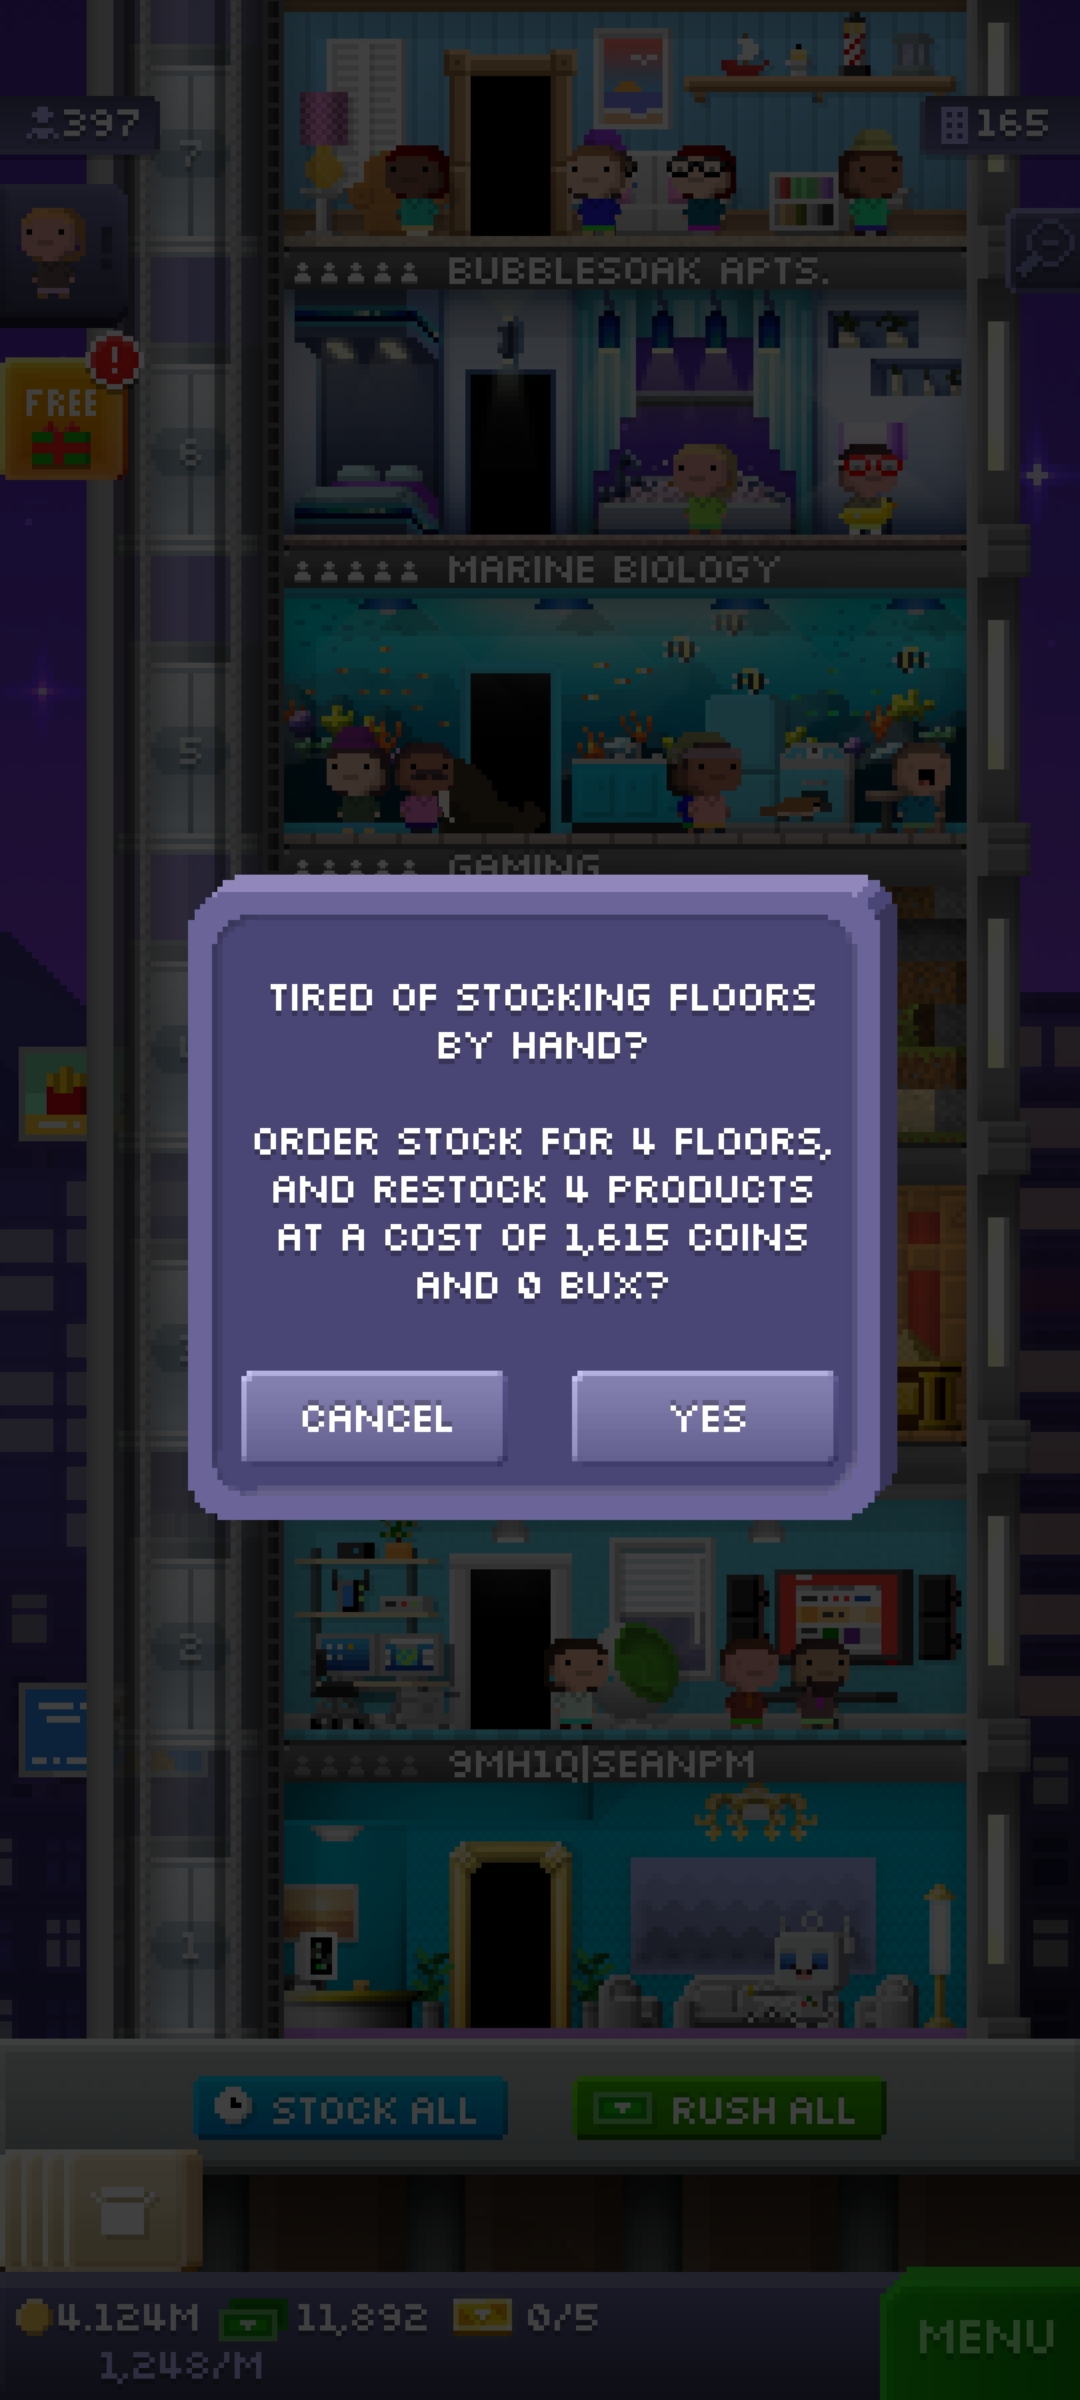 397
165
7
BUBBLESOAK APTS.
FREE
!
6
MARINE BIOLOGY
5
GAMING
TIRED OF STOCKING FLOORS
BY HAND?
ORDER STOCK FOR 4 FLOORS,
AND RESTOCK 4 PRODUCTS
AT A COST OF 1,615 COINS
AND 0 BUX?
CANCEL
YES
2
9MH1Q|SEANPM
1
STOCK ALL
RUSH ALL
4.124M
11,892
0/5
1,248/M
MENU